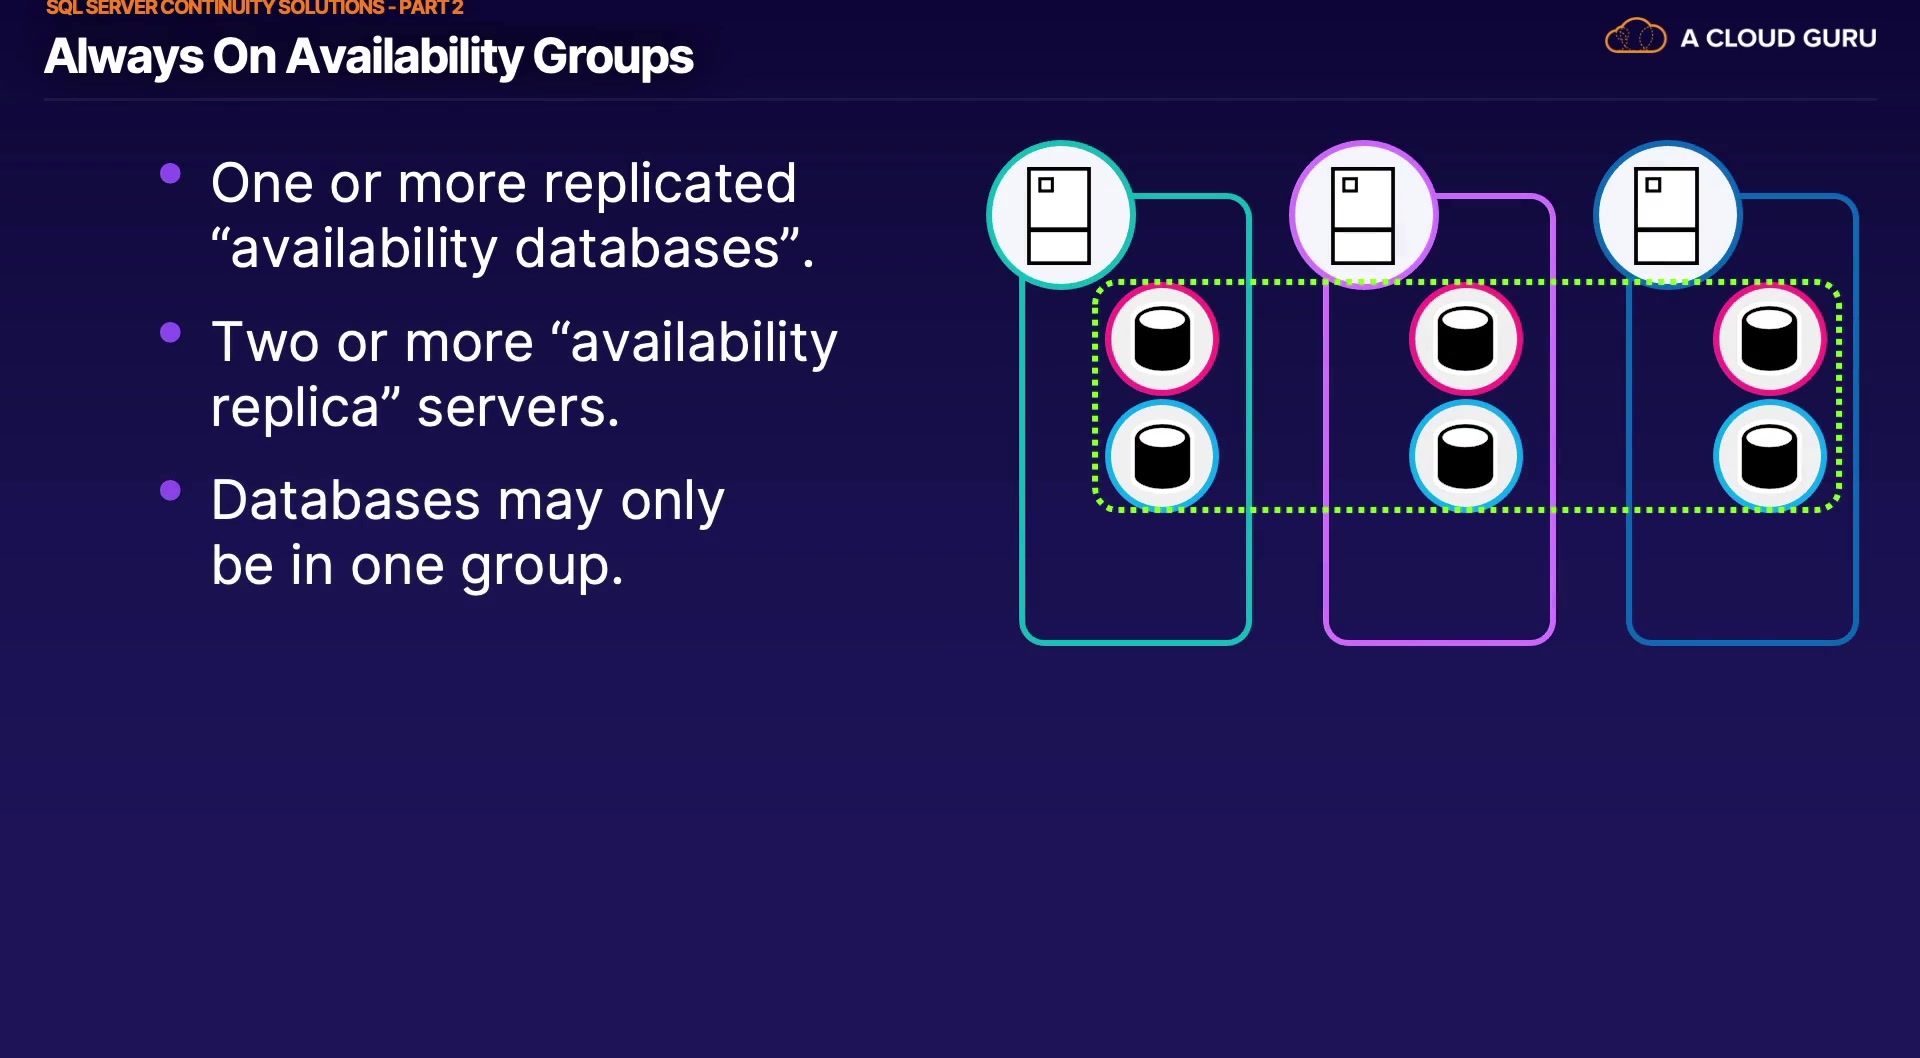 SQL SERVER CONTINUITY SOLUTIONS - PART 2
Always On Availability Groups
A CLOUD GURU
One or more replicated
“availability databases”.
Two or more “availability
replica” servers.
Databases may only
be in one group.